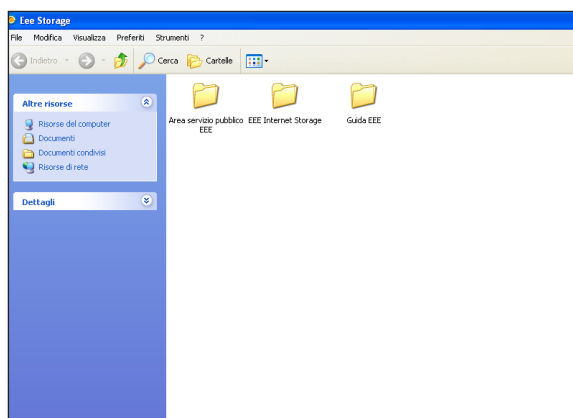 Eee Storage
File Modifica Visualizza Preferiti Strumenti ?
Indietro Cerca Cartelle
Altre risorse
Risorse del computer
Documenti
Documenti condivisi
Risorse di rete
Dettagli
Area servizio pubblico EEE Internet Storage Guida EEE
EEE